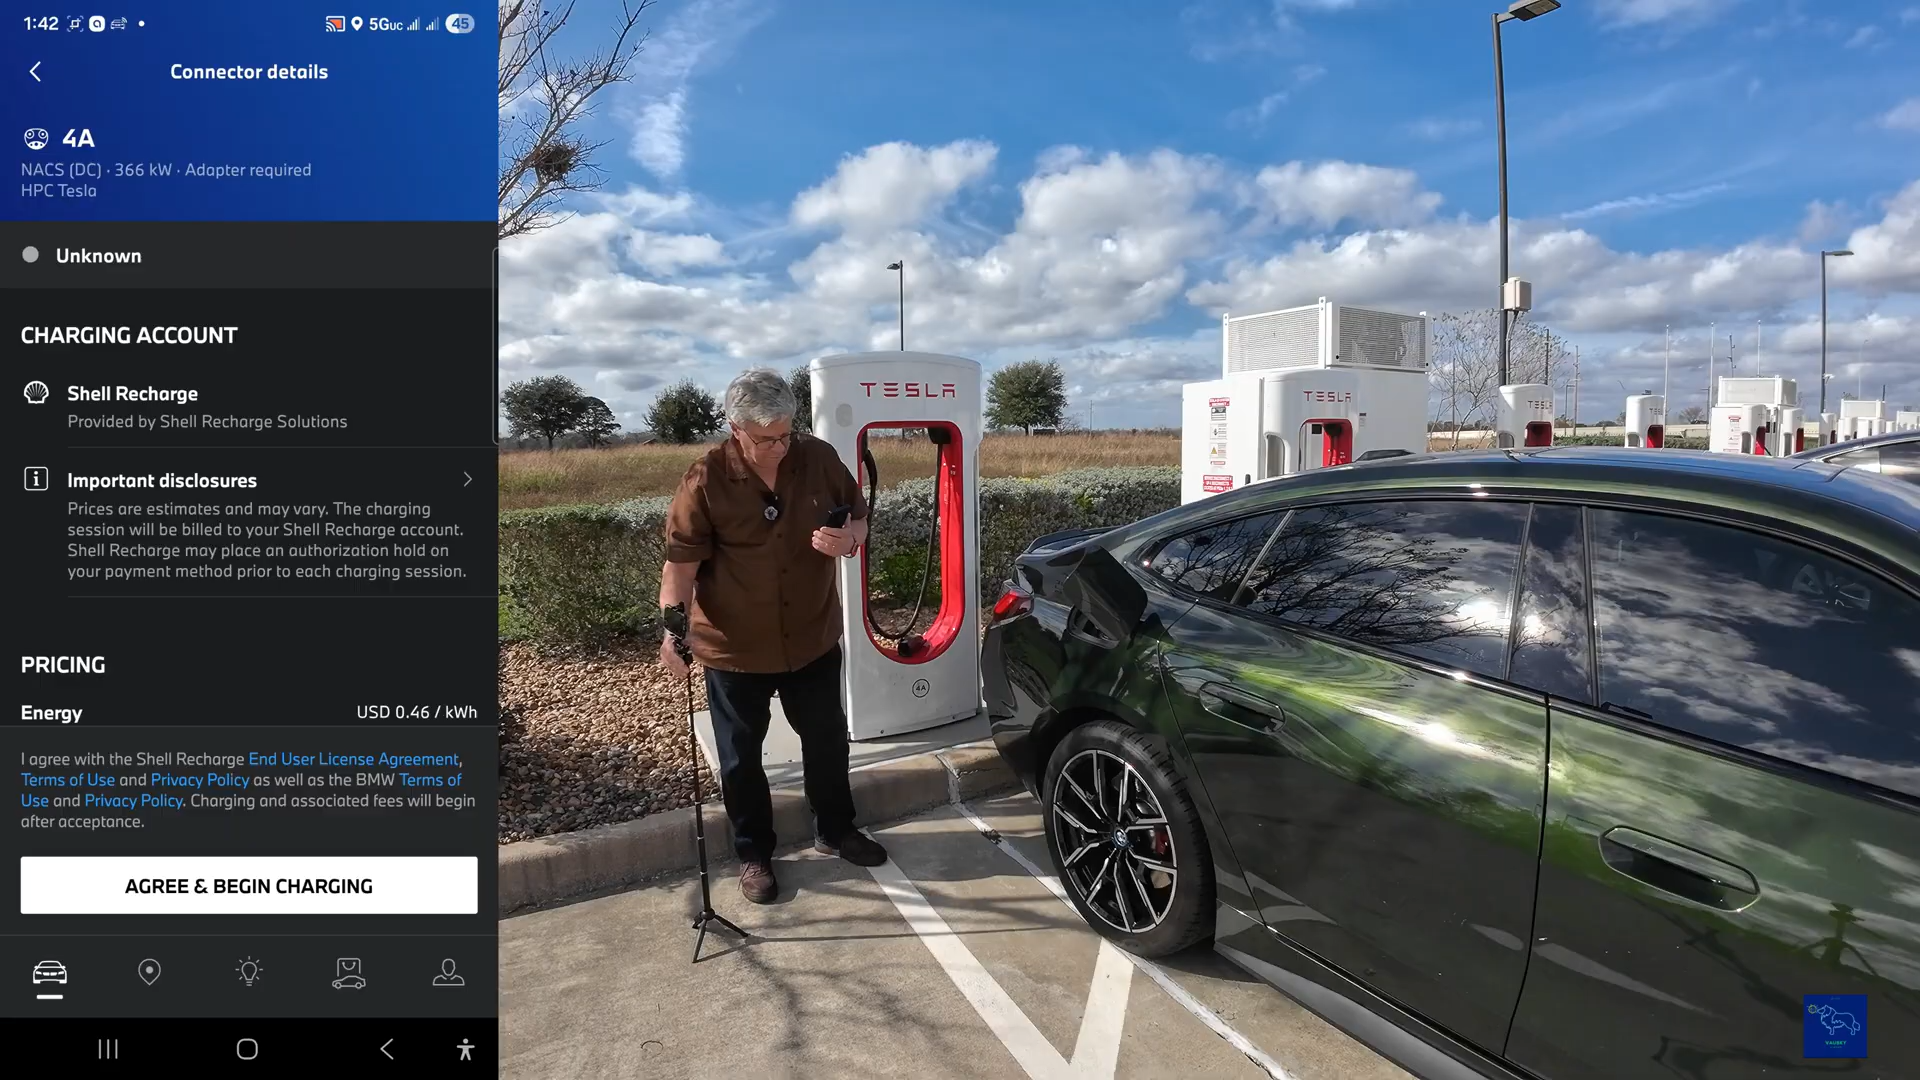 1:42
5GUC
45
Connector details
4A
NACS (DC) · 366 kW · Adapter required
HPC Tesla
Unknown
CHARGING ACCOUNT
Shell Recharge
Provided by Shell Recharge Solutions
Important disclosures
Prices are estimates and may vary. The charging
session will be billed to your Shell Recharge account.
Shell Recharge may place an authorization hold on
your payment method prior to each charging session.
PRICING
Energy
USD 0.46 / kWh
I agree with the Shell Recharge End User License Agreement,
Terms of Use and Privacy Policy as well as the BMW Terms of
Use and Privacy Policy. Charging and associated fees will begin
after acceptance.
AGREE & BEGIN CHARGING
TESLA
4A
TESLA
TESLA
TESLA